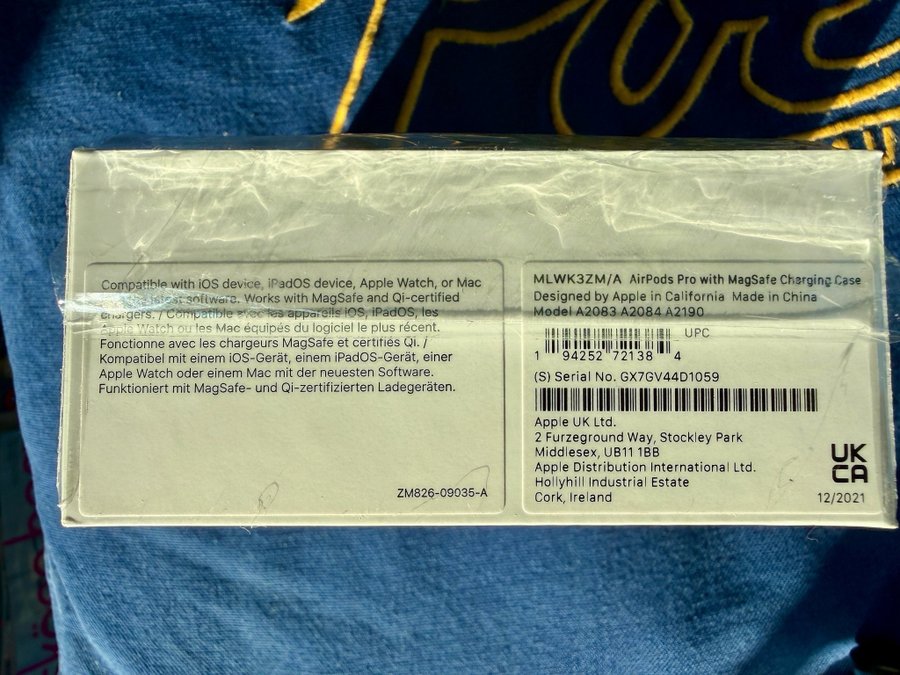 Compatible with iOS device, iPadOS device, Apple Watch, or Mac
latest software. Works with MagSafe and Qi-certified
chargers. / Compatible avec les appareils iOS, iPadOS, les
Apple Watch ou les Mac équipés du logiciel le plus récent.
Fonctionne avec les chargeurs MagSafe et certifiés Qi. /
Kompatibel mit einem iOS-Gerät, einem iPadOS-Gerät, einer
Apple Watch oder einem Mac mit der neuesten Software.
Funktioniert mit MagSafe- und Qi-zertifizierten Ladegeräten.
ZM826-09035-A
MLWK3ZM/A AirPods Pro with MagSafe Charging Case
Designed by Apple in California Made in China
Model A2083 A2084 A2190
UPC
1 94252 72138 4
(S) Serial No. GX7GV44D1059
Apple UK Ltd.
2 Furzeground Way, Stockley Park
Middlesex, UB11 1BB
Apple Distribution International Ltd.
Hollyhill Industrial Estate
Cork, Ireland
UK
CA
12/2021